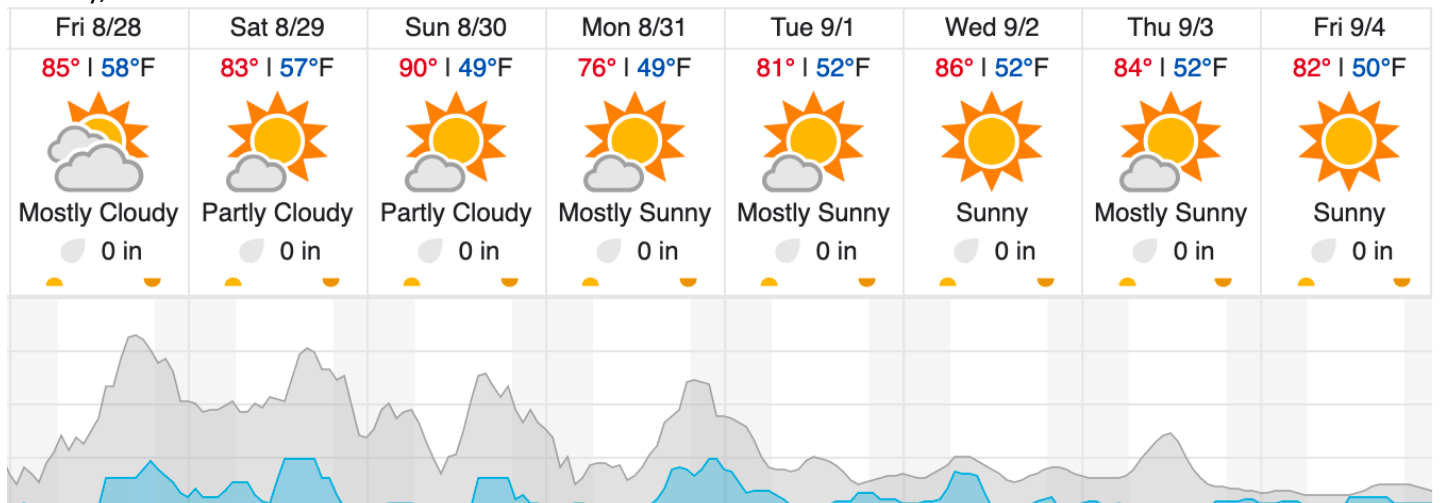 Fri 8/28 Sat 8/29 Sun 8/30 Mon 8/31 Tue 9/1 Wed 9/2 Thu 9/3 Fri 9/4
85° | 58°F 83° | 57°F 90° | 49°F 76° | 49°F 81° | 52°F 86° | 52°F 84° | 52°F 82° | 50°F
Mostly Cloudy Partly Cloudy Partly Cloudy Mostly Sunny Mostly Sunny Sunny Mostly Sunny Sunny
0 in 0 in 0 in 0 in 0 in 0 in 0 in 0 in